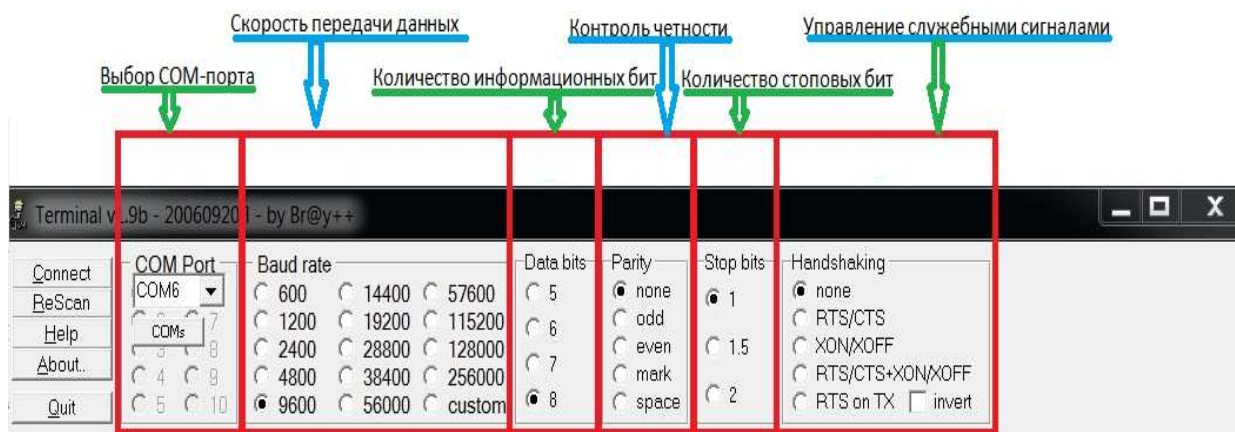 Скорость передачи данных Контроль четности Управление служебными сигналами
Выбор COM-порта Количество информационных бит Количество стоповых бит
Terminal v1.9b - 20060920 - by Br@y++
Connect
ReScan
Help
About..
Quit
COM Port
COM6
COMs
7
3 8
4 9
5 10
Baud rate
600 14400 57600
1200 19200 115200
2400 28800 128000
4800 38400 256000
9600 56000 custom
Data bits
5
6
7
8
Parity
none
odd
even
mark
space
Stop bits
1
1.5
2
Handshaking
none
RTS/CTS
XON/XOFF
RTS/CTS+XON/XOFF
RTS on TX invert